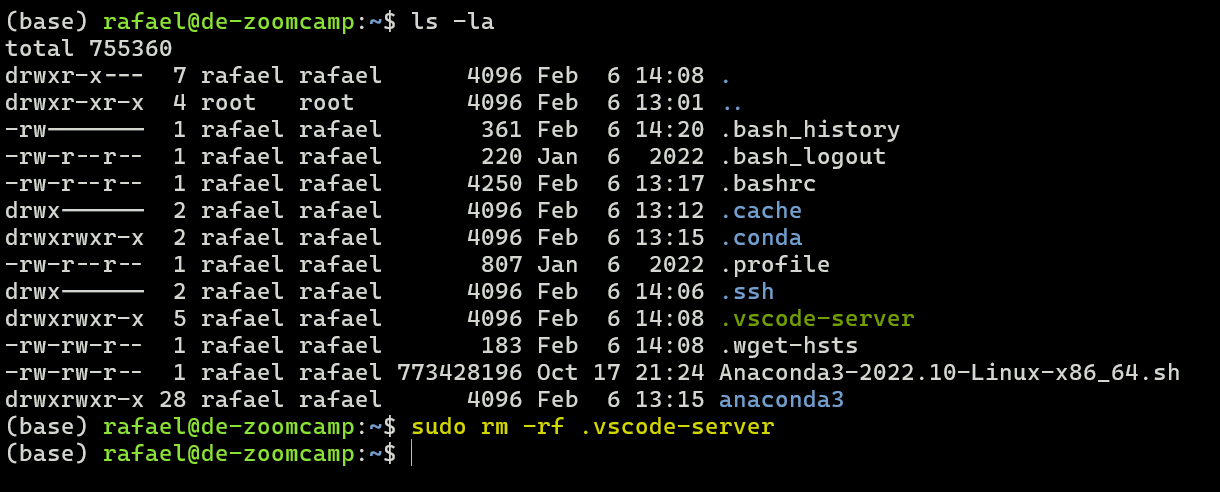 (base) rafael@de-zoomcamp:~$ ls -la
total 755360
drwxr-x---  7 rafael rafael      4096 Feb  6 14:08 .
drwxr-xr-x  4 root   root        4096 Feb  6 13:01 ..
-rw-------  1 rafael rafael       361 Feb  6 14:20 .bash_history
-rw-r--r--  1 rafael rafael       220 Jan  6  2022 .bash_logout
-rw-r--r--  1 rafael rafael      4250 Feb  6 13:17 .bashrc
drwx------  2 rafael rafael      4096 Feb  6 13:12 .cache
drwxrwxr-x  2 rafael rafael      4096 Feb  6 13:15 .conda
-rw-r--r--  1 rafael rafael       807 Jan  6  2022 .profile
drwx------  2 rafael rafael      4096 Feb  6 14:06 .ssh
drwxrwxr-x  5 rafael rafael      4096 Feb  6 14:08 .vscode-server
-rw-rw-r--  1 rafael rafael       183 Feb  6 14:08 .wget-hsts
-rw-rw-r--  1 rafael rafael 773428196 Oct 17 21:24 Anaconda3-2022.10-Linux-x86_64.sh
drwxrwxr-x 28 rafael rafael      4096 Feb  6 13:15 anaconda3
(base) rafael@de-zoomcamp:~$ sudo rm -rf .vscode-server
(base) rafael@de-zoomcamp:~$